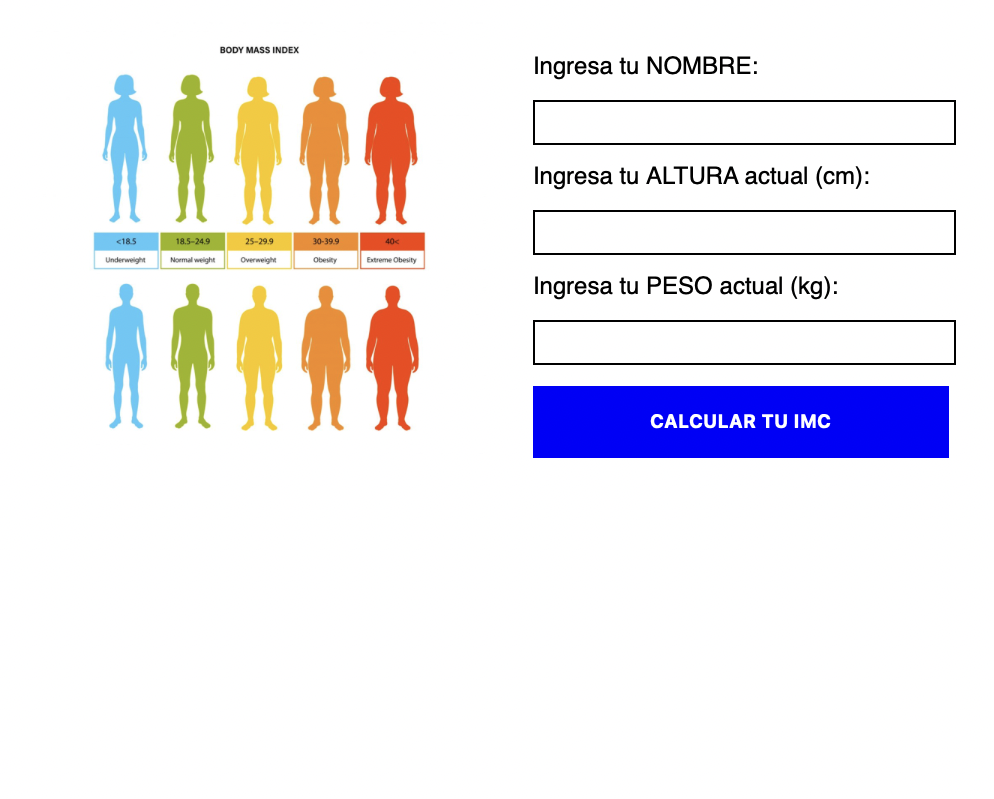 BODY MASS INDEX
<18.5 18.5–24.9 25–29.9 30-39.9 40<
Underweight Normal weight Overweight Obesity Extreme Obesity
Ingresa tu NOMBRE:
Ingresa tu ALTURA actual (cm):
Ingresa tu PESO actual (kg):
CALCULAR TU IMC